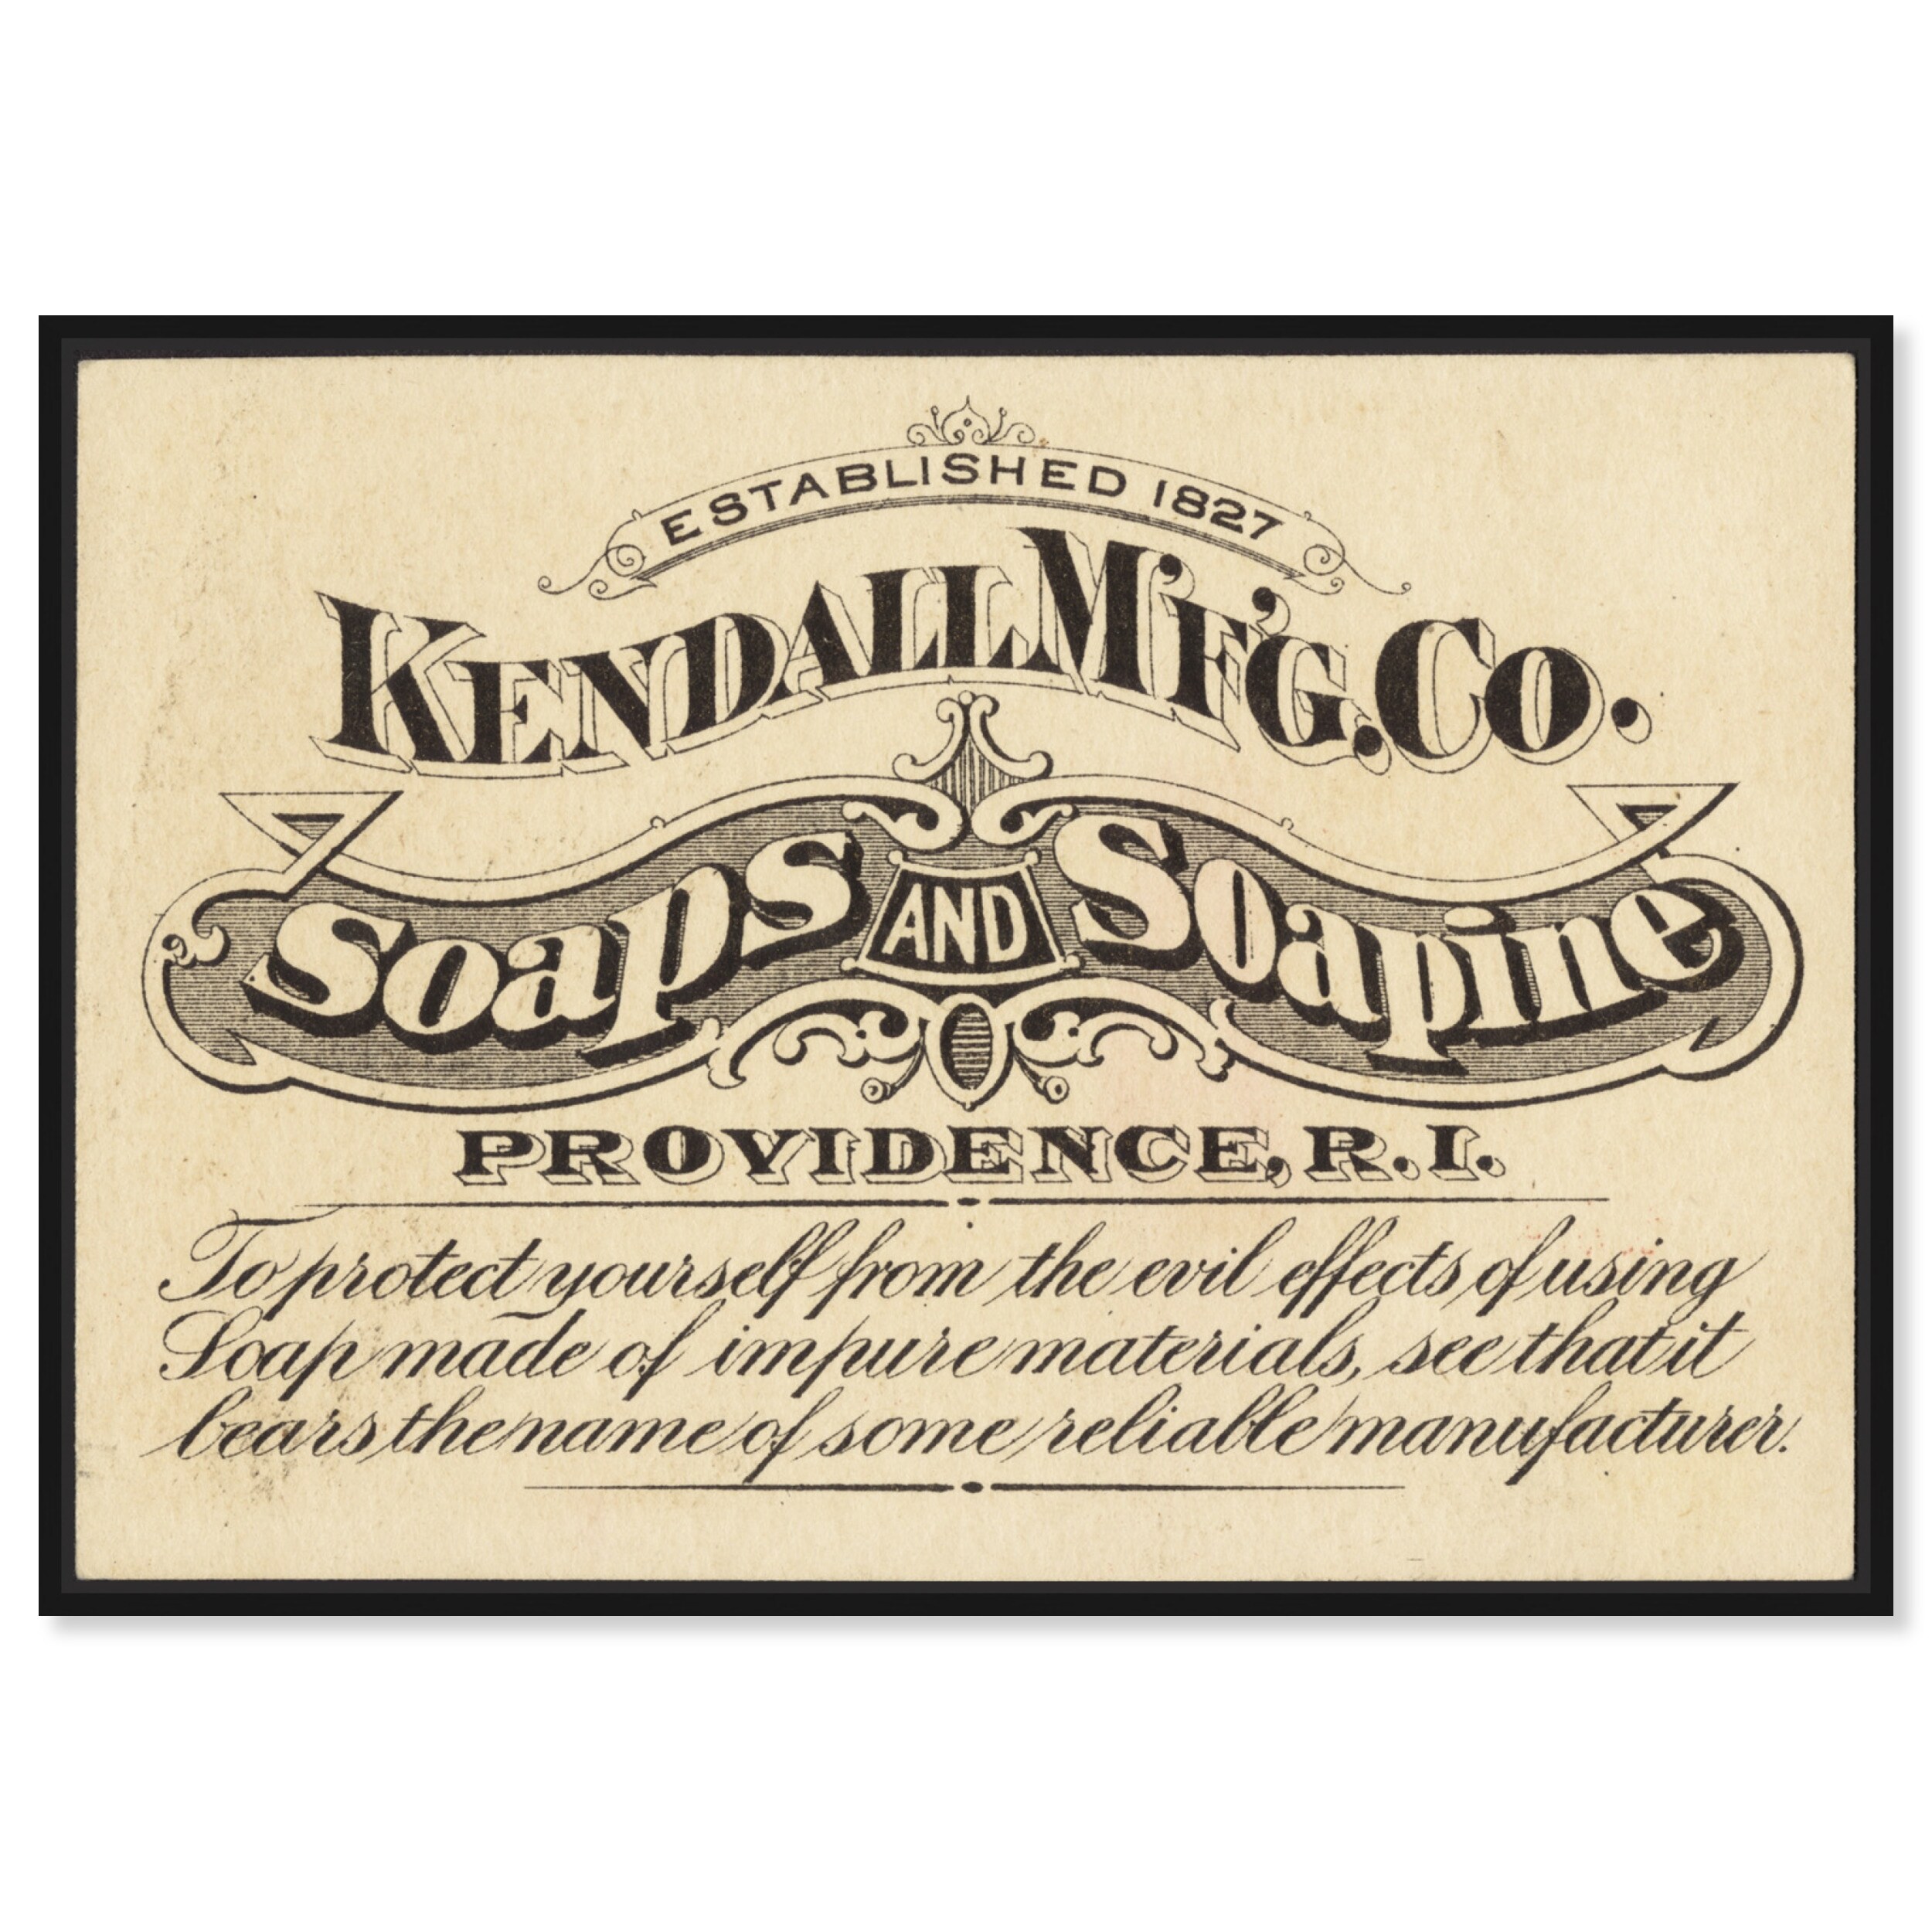 ESTABLISHED 1827
KENDALL M'F'G. CO.
Soaps AND Soapine
PROVIDENCE, R.I.
To protect yourself from the evil effects of using
Soap made of impure materials, see that it
bears the name of some reliable manufacturer.